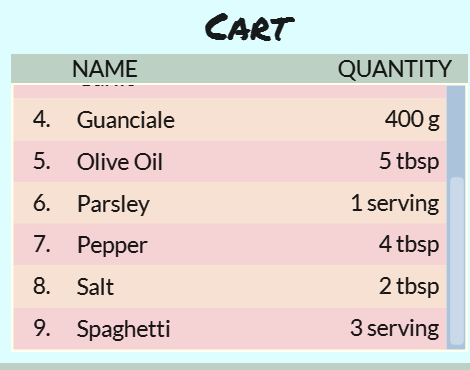 Cart
NAME QUANTITY
4. Guanciale 400 g
5. Olive Oil 5 tbsp
6. Parsley 1 serving
7. Pepper 4 tbsp
8. Salt 2 tbsp
9. Spaghetti 3 serving